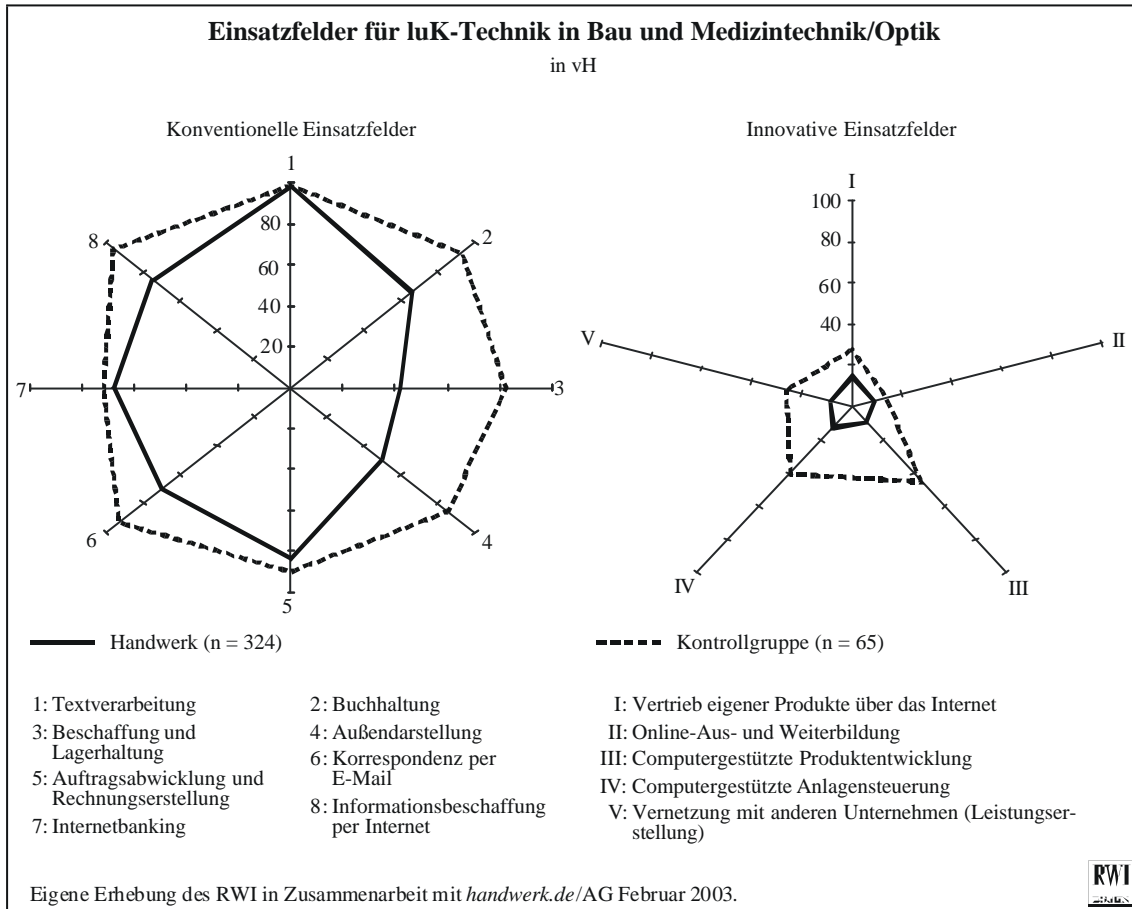 Einsatzfelder für luK-Technik in Bau und Medizintechnik/Optik
in vH
Konventionelle Einsatzfelder
1
80
60
40
20
2
3
4
5
6
7
8
Innovative Einsatzfelder
I
100
80
60
40
II
III
IV
V
Handwerk (n = 324)
Kontrollgruppe (n = 65)
1: Textverarbeitung
3: Beschaffung und
Lagerhaltung
5: Auftragsabwicklung und
Rechnungserstellung
7: Internetbanking
2: Buchhaltung
4: Außendarstellung
6: Korrespondenz per
E-Mail
8: Informationsbeschaffung
per Internet
I: Vertrieb eigener Produkte über das Internet
II: Online-Aus- und Weiterbildung
III: Computergestützte Produktentwicklung
IV: Computergestützte Anlagensteuerung
V: Vernetzung mit anderen Unternehmen (Leistungser-
stellung)
Eigene Erhebung des RWI in Zusammenarbeit mit handwerk.de/AG Februar 2003.
RWI